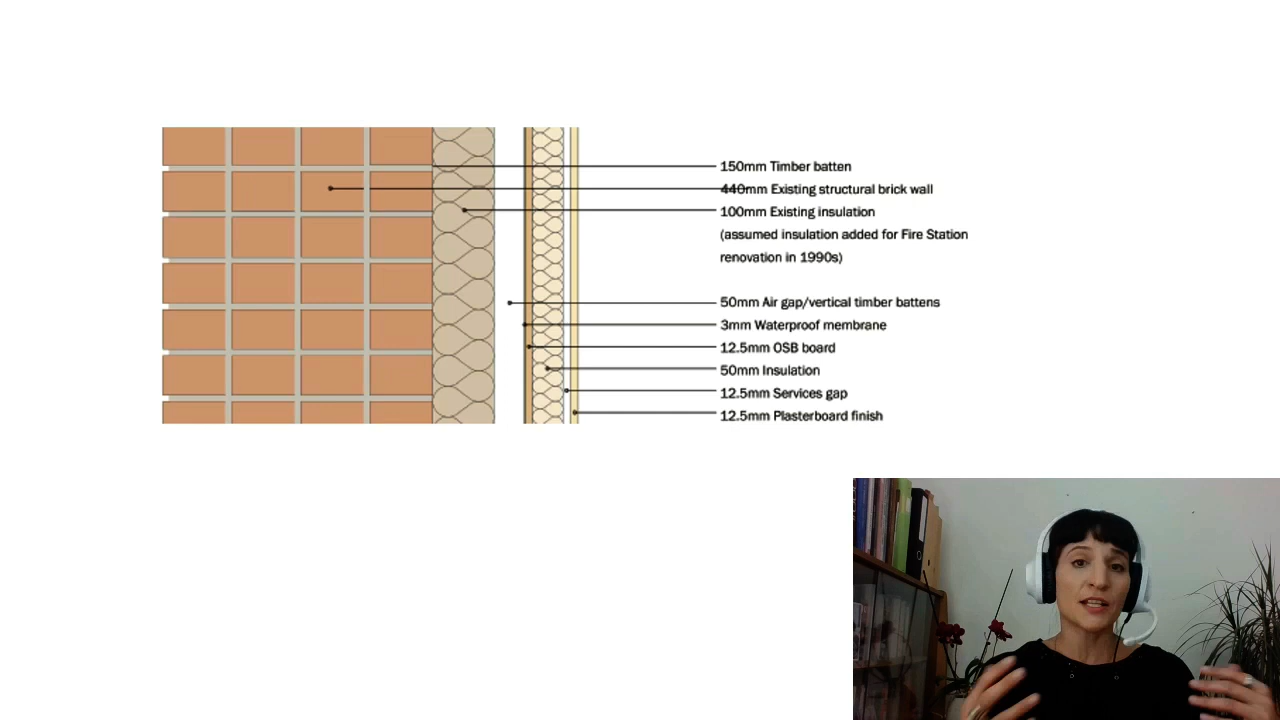 150mm Timber batten
440mm Existing structural brick wall
100mm Existing insulation
(assumed insulation added for Fire Station
renovation in 1990s)
50mm Air gap/vertical timber battens
3mm Waterproof membrane
12.5mm OSB board
50mm Insulation
12.5mm Services gap
12.5mm Plasterboard finish